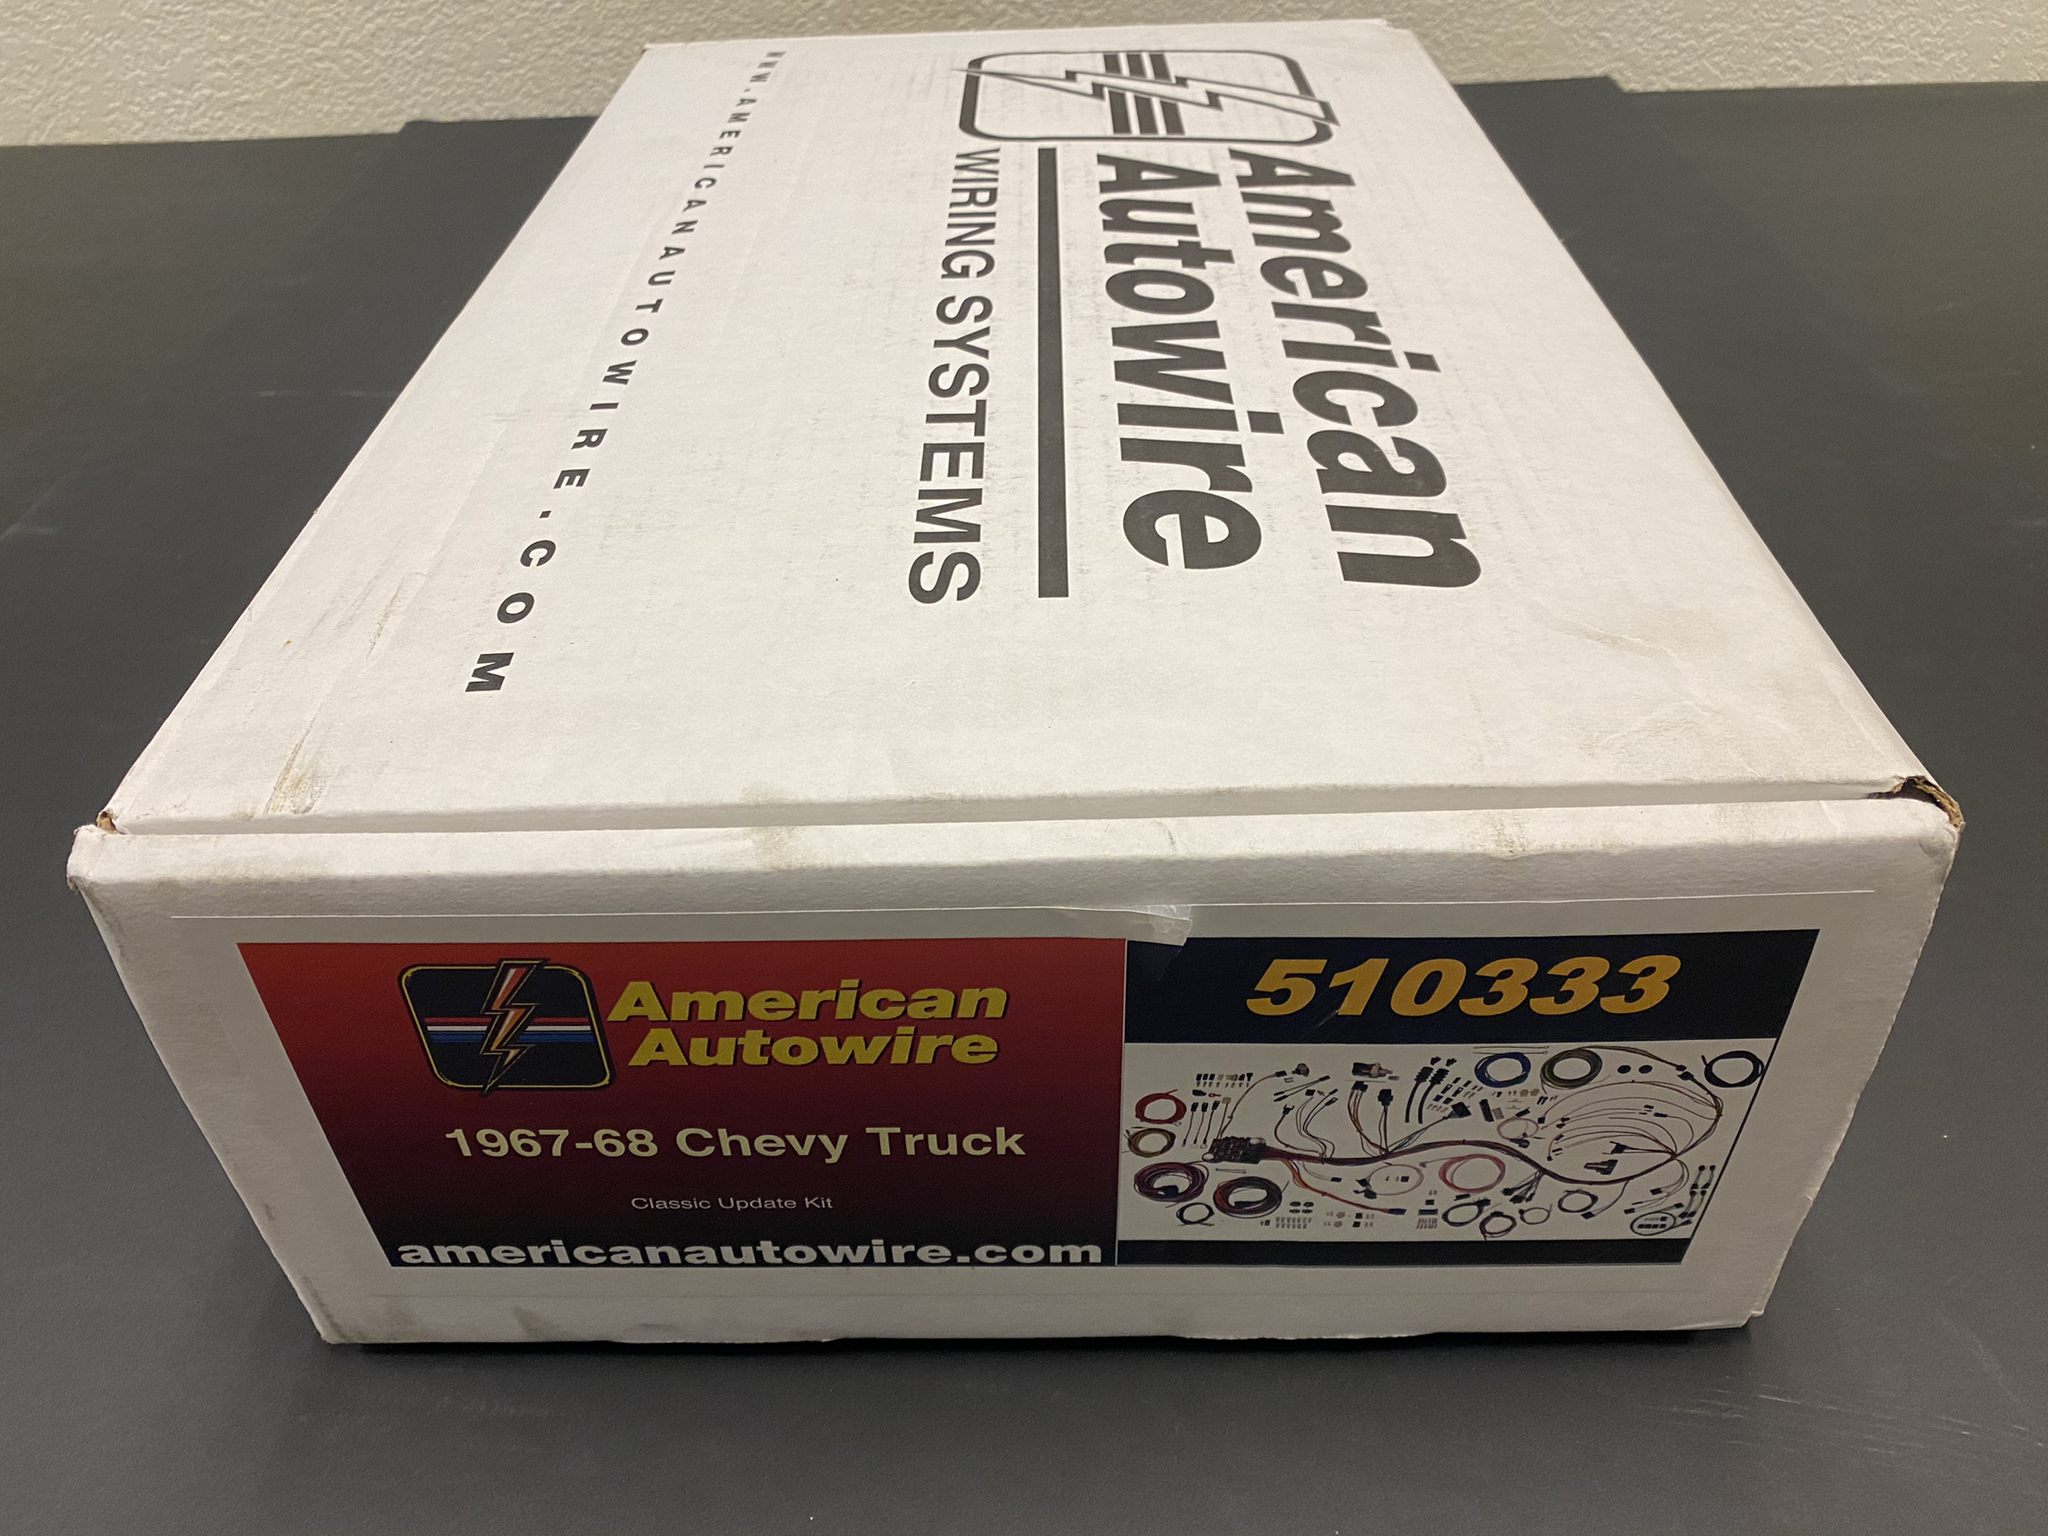 American
Autowire
WIRING SYSTEMS
WWW.AMERICANAUTOWIRE.COM
American
Autowire
1967-68 Chevy Truck
Classic Update Kit
americanautowire.com
510333